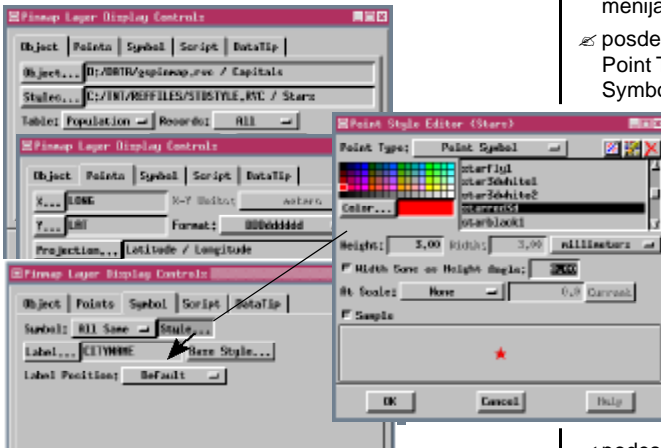 menija
posde
Point T
Symbo
Pinmap Layer Display Controls
Object Points Symbol Script DataTip
Object... D:/DATA/gspinmap.rvc / Capitals
Styles... C:/TNT/REFFILES/STDSTYLE.RVC / Stars
Table: Population Records: All
Pinmap Layer Display Controls
Object Points Symbol Script DataTip
X... LONG X-Y Units: meters
Y... LAT Format: DDDdddddd
Projection... Latitude / Longitude
Pinmap Layer Display Controls
Object Points Symbol Script DataTip
Symbol: All Same Style...
Label... CITYNAME Base Style...
Label Position: Default
Point Style Editor (Stars)
Point Type: Point Symbol
starfly1
star3dwhite1
star3dwhite2
Color...
starblack1
Height: 3.00 Width: 3.00 millimeters
Width Same as Height Angle:
At Scale: None 0.0 Current
Sample
OK Cancel Help